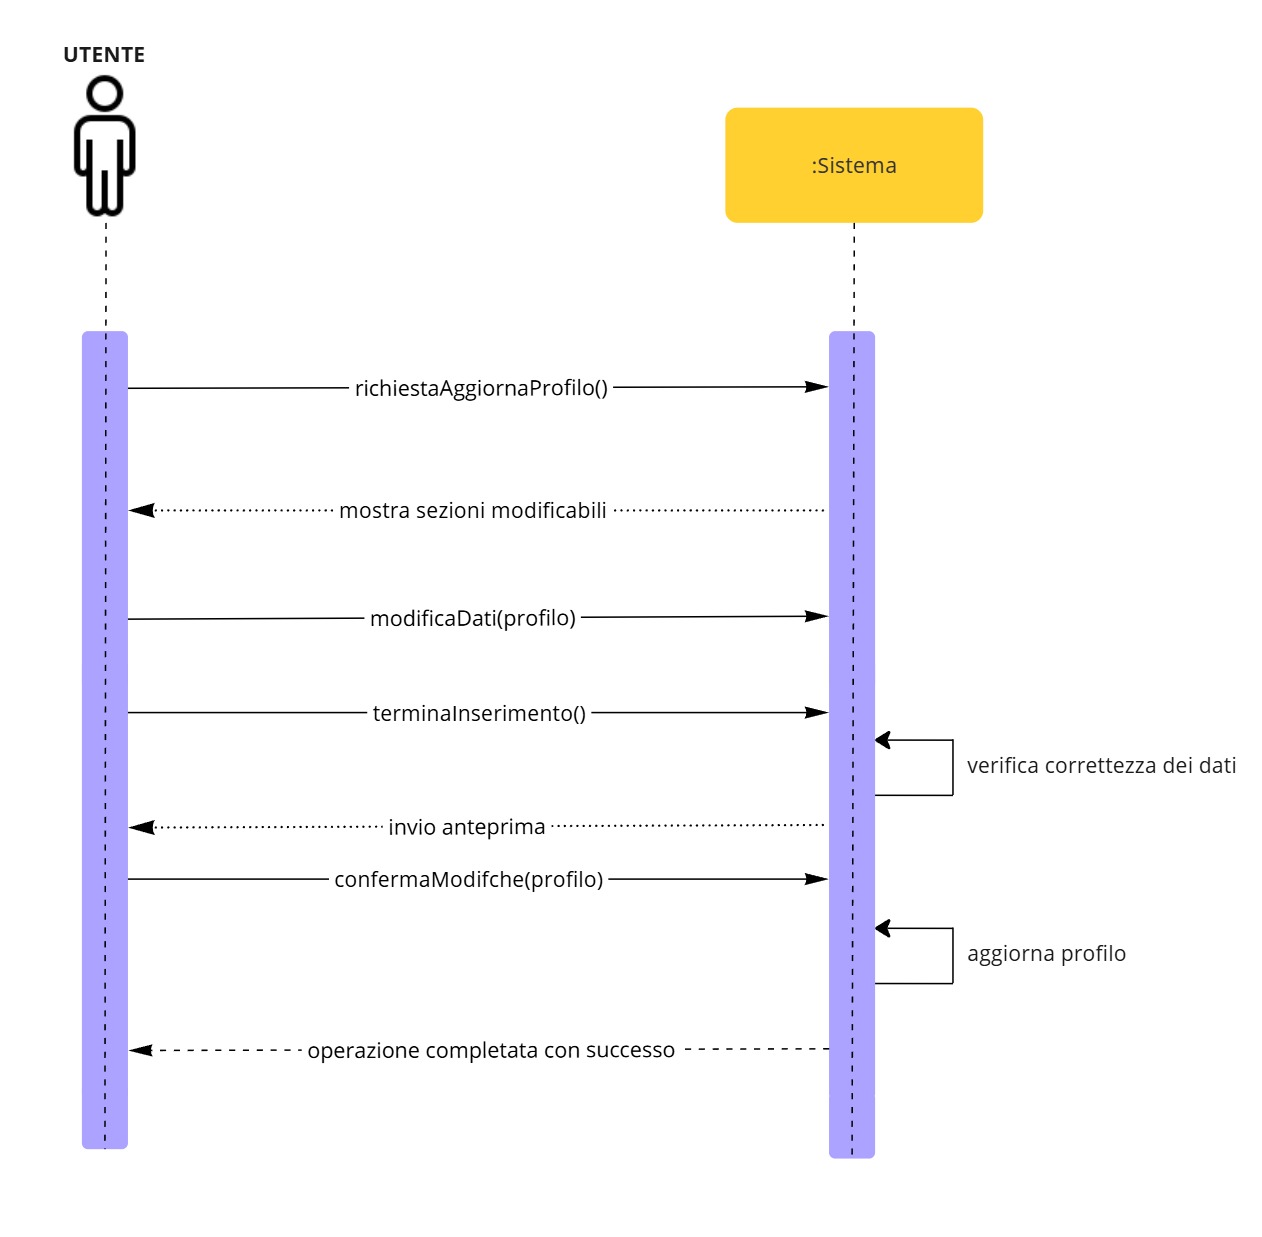 UTENTE
:Sistema
richiestaAggiornaProfilo()
mostra sezioni modificabili
modificaDati(profilo)
terminaInserimento()
verifica correttezza dei dati
invio anteprima
confermaModifche(profilo)
aggiorna profilo
operazione completata con successo